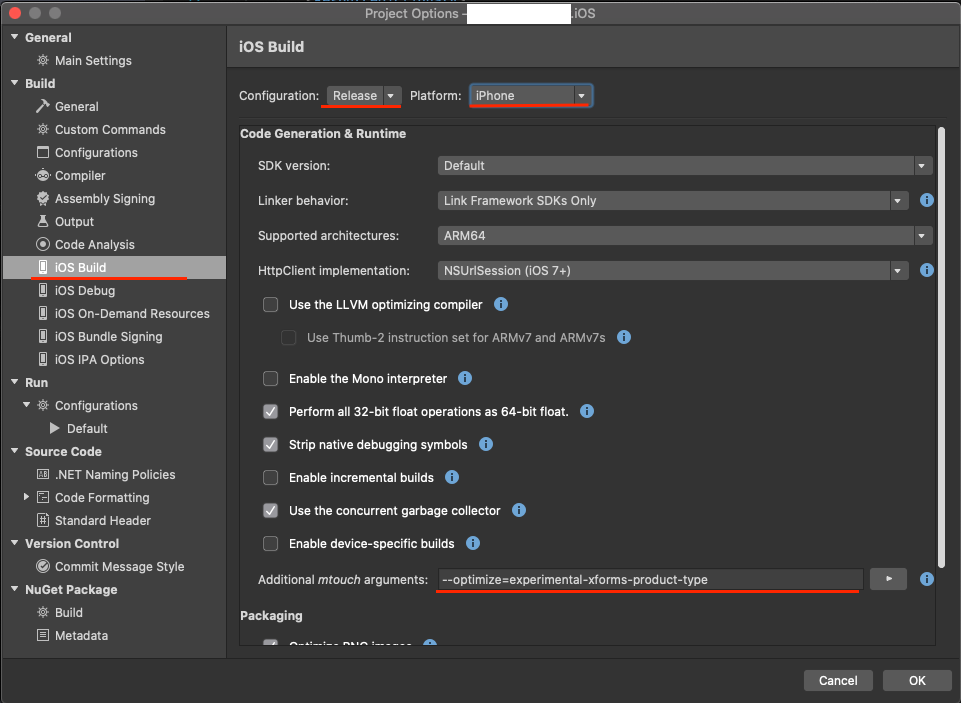 Project Options - .iOS
General
Main Settings
Build
General
Custom Commands
Configurations
Compiler
Assembly Signing
Output
Code Analysis
iOS Build
iOS Debug
iOS On-Demand Resources
iOS Bundle Signing
iOS IPA Options
Run
Configurations
Default
Source Code
.NET Naming Policies
Code Formatting
Standard Header
Version Control
Commit Message Style
NuGet Package
Build
Metadata
iOS Build
Configuration: Release Platform: iPhone
Code Generation & Runtime
SDK version: Default
Linker behavior: Link Framework SDKs Only
Supported architectures: ARM64
HttpClient implementation: NSUrlSession (iOS 7+)
Use the LLVM optimizing compiler
Use Thumb-2 instruction set for ARMv7 and ARMv7s
Enable the Mono interpreter
Perform all 32-bit float operations as 64-bit float.
Strip native debugging symbols
Enable incremental builds
Use the concurrent garbage collector
Enable device-specific builds
Additional mtouch arguments: --optimize=experimental-xforms-product-type
Packaging
Optimize PNG images
Cancel OK